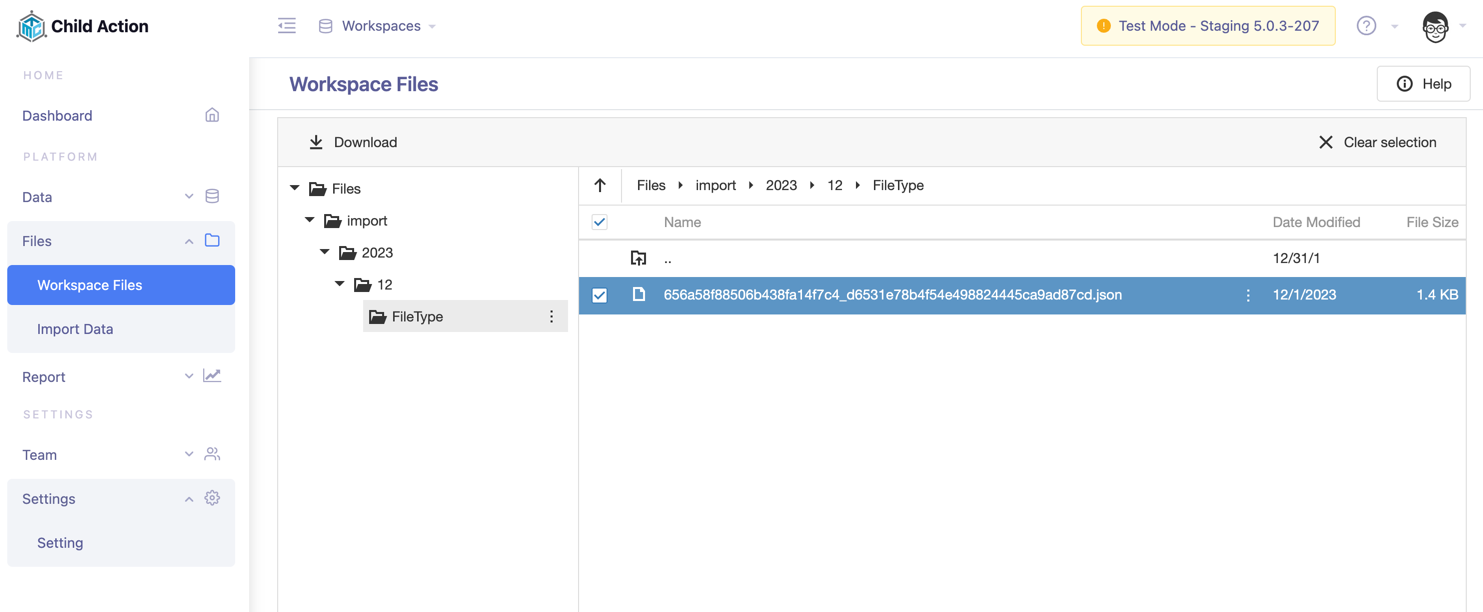 Child Action
Workspaces
Test Mode - Staging 5.0.3-207
HOME
Dashboard
PLATFORM
Data
Files
Workspace Files
Import Data
Report
SETTINGS
Team
Settings
Setting
Workspace Files
Help
Download
Clear selection
Files
import
2023
12
FileType
Files import 2023 12 FileType
Name Date Modified File Size
.. 12/31/1
656a58f88506b438fa14f7c4_d6531e78b4f54e498824445ca9ad87cd.json 12/1/2023 1.4 KB